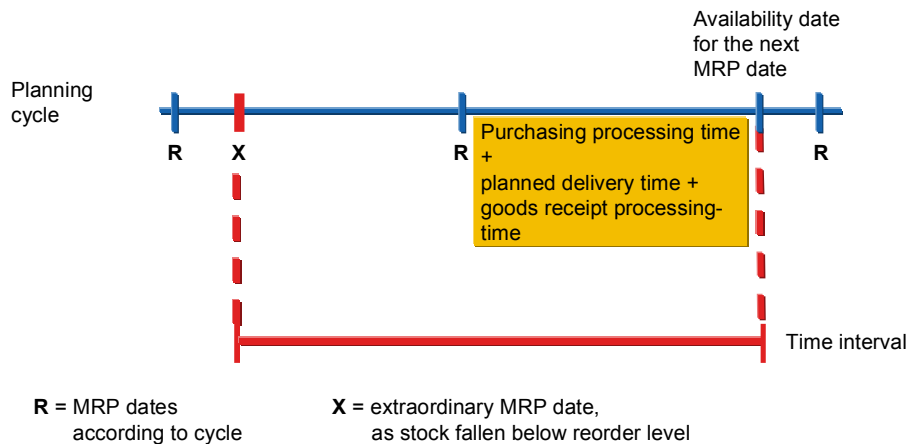 Availability date
for the next
MRP date
Planning
cycle
R
X
R
R
Purchasing processing time
+
planned delivery time +
goods receipt processing-
time
Time interval
R = MRP dates
according to cycle
X = extraordinary MRP date,
as stock fallen below reorder level